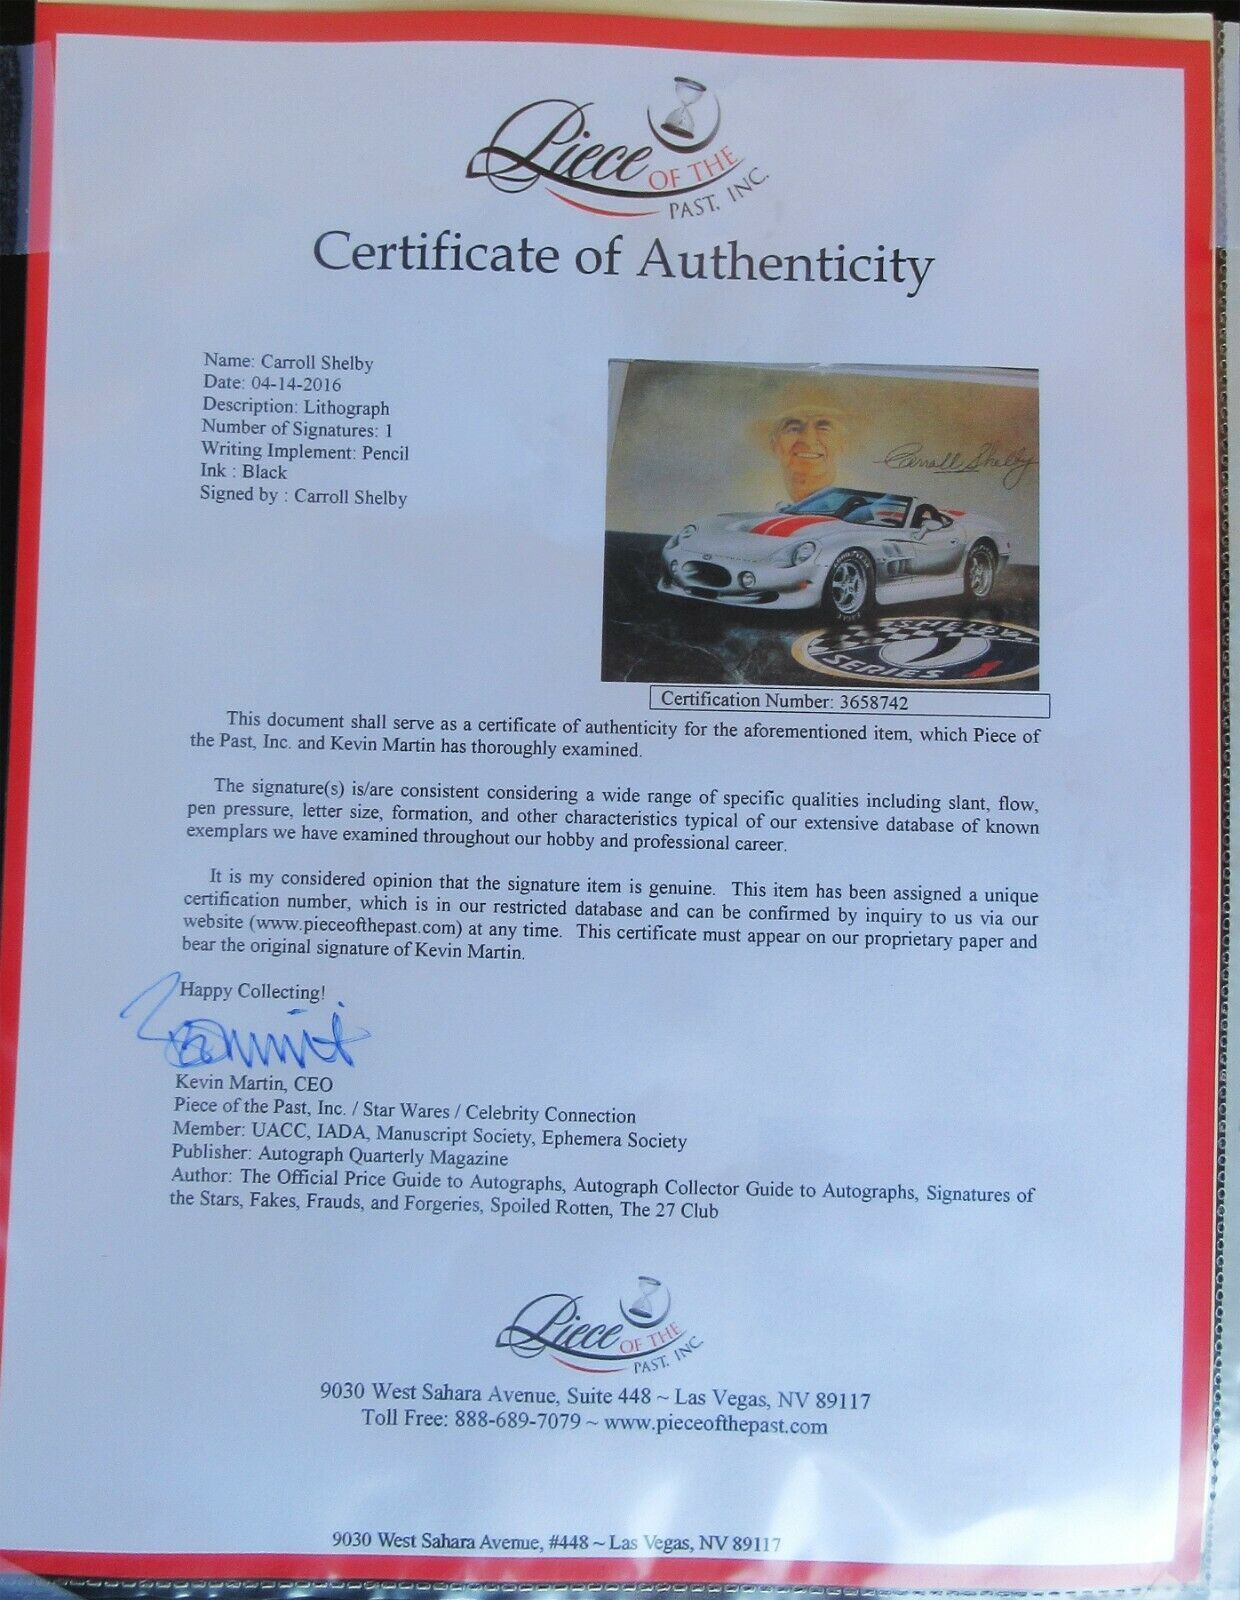 Piece OF THE
PAST, INC.
Certificate of Authenticity
Name: Carroll Shelby
Date: 04-14-2016
Description: Lithograph
Number of Signatures: 1
Writing Implement: Pencil
Ink : Black
Signed by : Carroll Shelby
Carroll Shelby
SHELBY
SERIES 1
Certification Number: 3658742
This document shall serve as a certificate of authenticity for the aforementioned item, which Piece of
the Past, Inc. and Kevin Martin has thoroughly examined.
The signature(s) is/are consistent considering a wide range of specific qualities including slant, flow,
pen pressure, letter size, formation, and other characteristics typical of our extensive database of known
exemplars we have examined throughout our hobby and professional career.
It is my considered opinion that the signature item is genuine. This item has been assigned a unique
certification number, which is in our restricted database and can be confirmed by inquiry to us via our
website (www.pieceofthepast.com) at any time. This certificate must appear on our proprietary paper and
bear the original signature of Kevin Martin.
Happy Collecting!
Kevin Martin, CEO
Piece of the Past, Inc. / Star Wares / Celebrity Connection
Member: UACC, IADA, Manuscript Society, Ephemera Society
Publisher: Autograph Quarterly Magazine
Author: The Official Price Guide to Autographs, Autograph Collector Guide to Autographs, Signatures of
the Stars, Fakes, Frauds, and Forgeries, Spoiled Rotten, The 27 Club
Piece OF THE
PAST, INC.
9030 West Sahara Avenue, Suite 448 ~ Las Vegas, NV 89117
Toll Free: 888-689-7079 ~ www.pieceofthepast.com
9030 West Sahara Avenue, #448 ~ Las Vegas, NV 89117